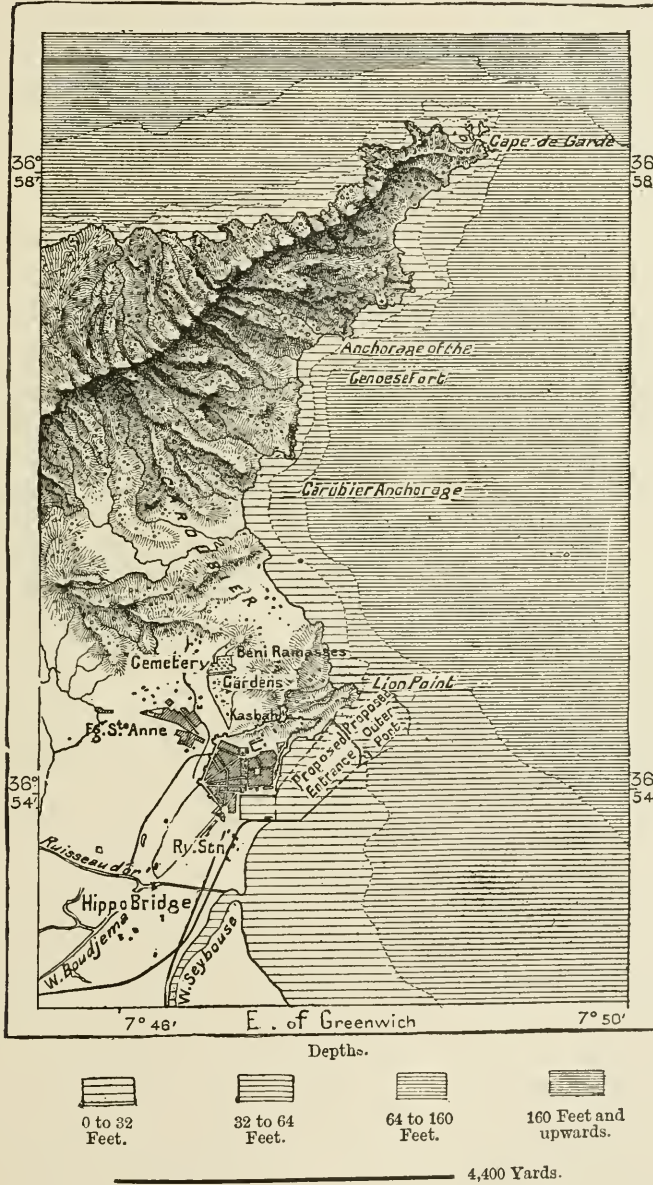 Cape de Garde
36°
58'
36
58
Anchorage of the
Genoese Fort
Carubier Anchorage
CAROUBIER
Beni Ramasses
Cemetery
Gardens
Lion Point
Kasbah
Fg. Ste Anne
Proposed
Outer
Port
Proposed
Entrance
36°
54'
36
54
Ry. Stn.
Ruisseau d'or
Hippo Bridge
W. Boudjema
W. Seybouse
7° 46'
E. of Greenwich
7° 50'
Depths.
0 to 32
Feet.
32 to 64
Feet.
64 to 160
Feet.
160 Feet and
upwards.
4,400 Yards.